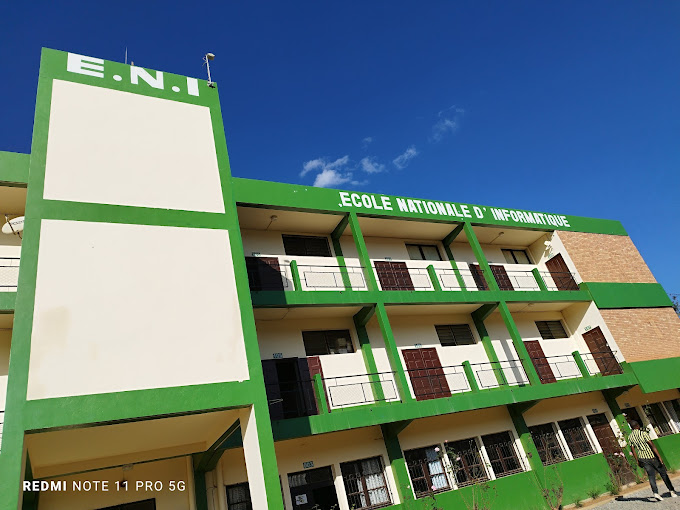 E.N.I
.ECOLE NATIONALE D' INFORMATIQUE
REDMI NOTE 11 PRO 5G